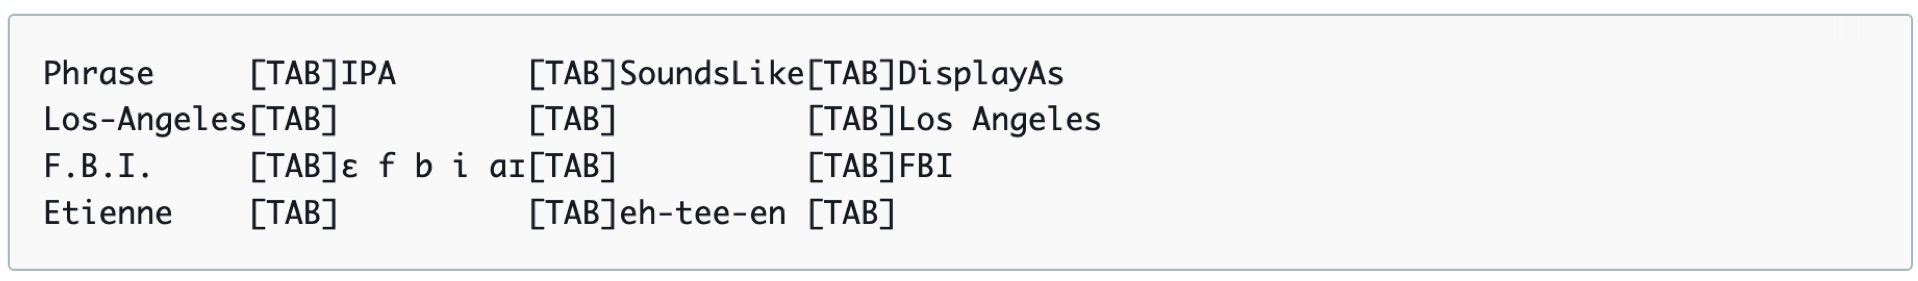 Phrase     [TAB]IPA       [TAB]SoundsLike[TAB]DisplayAs
Los-Angeles[TAB]          [TAB]          [TAB]Los Angeles
F.B.I.     [TAB]ɛ f b i aɪ[TAB]          [TAB]FBI
Etienne    [TAB]          [TAB]eh-tee-en [TAB]